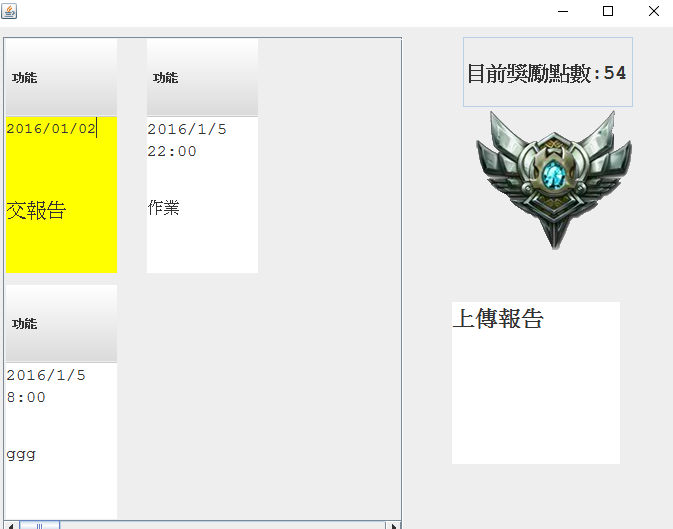 功能
2016/01/02
交報告
功能
2016/1/5
22:00
作業
功能
2016/1/5
8:00
ggg
目前獎勵點數:54
上傳報告